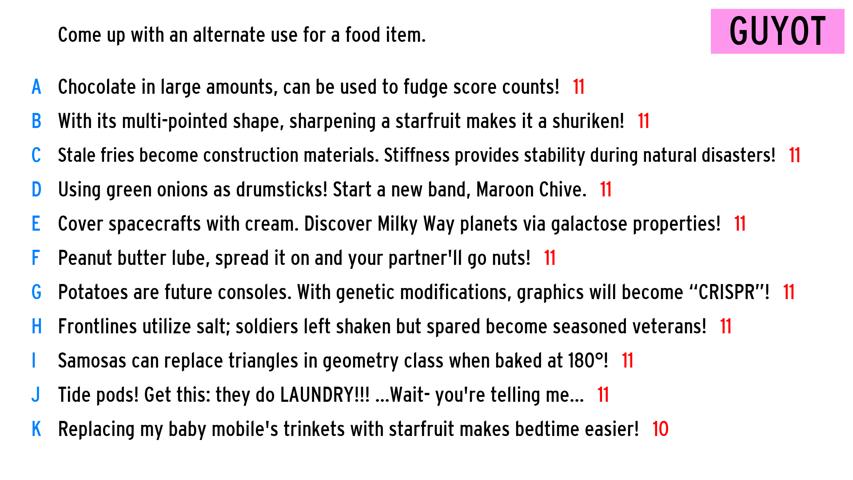 Come up with an alternate use for a food item.
GUYOT
A Chocolate in large amounts, can be used to fudge score counts! 11
B With its multi-pointed shape, sharpening a starfruit makes it a shuriken! 11
C Stale fries become construction materials. Stiffness provides stability during natural disasters! 11
D Using green onions as drumsticks! Start a new band, Maroon Chive. 11
E Cover spacecrafts with cream. Discover Milky Way planets via galactose properties! 11
F Peanut butter lube, spread it on and your partner'll go nuts! 11
G Potatoes are future consoles. With genetic modifications, graphics will become “CRISPR”! 11
H Frontlines utilize salt; soldiers left shaken but spared become seasoned veterans! 11
I Samosas can replace triangles in geometry class when baked at 180°! 11
J Tide pods! Get this: they do LAUNDRY!!! ...Wait- you're telling me... 11
K Replacing my baby mobile's trinkets with starfruit makes bedtime easier! 10